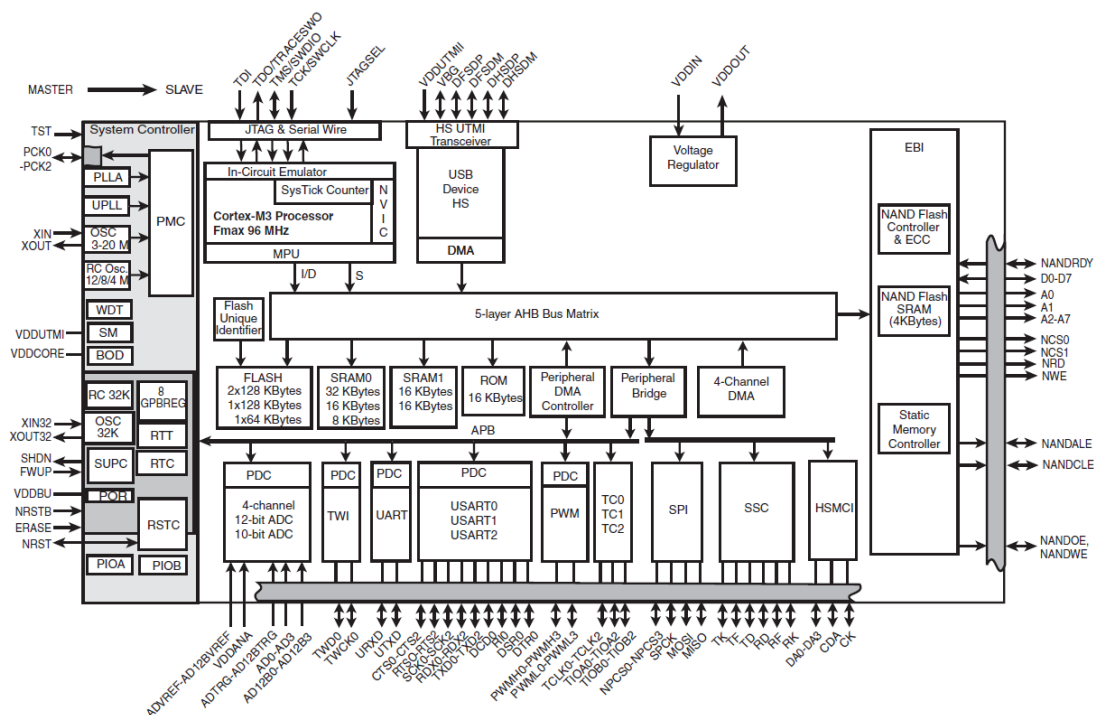 TDI
TDO/TRACESWO
TMS/SWDIO
TCK/SWCLK
JTAGSEL
VDDUTMII
VBG
DFSDP
DFSDM
DHSDP
DHSDM
VDDIN
VDDOUT
MASTER
SLAVE
TST
PCK0
-PCK2
XIN
XOUT
VDDUTMI
VDDCORE
XIN32
XOUT32
SHDN
FWUP
VDDBU
NRSTB
ERASE
NRST
System Controller
PLLA
UPLL
OSC
3-20 M
RC Osc.
12/8/4 M
PMC
WDT
SM
BOD
RC 32K
8
GPBREG
OSC
32K
RTT
SUPC
RTC
POR
RSTC
PIOA
PIOB
JTAG & Serial Wire
In-Circuit Emulator
SysTick Counter
N
V
I
C
Cortex-M3 Processor
Fmax 96 MHz
MPU
I/D
S
HS UTMI
Transceiver
USB
Device
HS
DMA
Voltage
Regulator
Flash
Unique
Identifier
5-layer AHB Bus Matrix
FLASH
2x128 KBytes
1x128 KBytes
1x64 KBytes
SRAM0
32 KBytes
16 KBytes
8 KBytes
SRAM1
16 KBytes
16 KBytes
ROM
16 KBytes
Peripheral
DMA
Controller
Peripheral
Bridge
4-Channel
DMA
APB
PDC
4-channel
12-bit ADC
10-bit ADC
PDC
TWI
PDC
UART
PDC
USART0
USART1
USART2
PDC
PWM
TC0
TC1
TC2
SPI
SSC
HSMCI
EBI
NAND Flash
Controller
& ECC
NAND Flash
SRAM
(4KBytes)
Static
Memory
Controller
NANDRDY
D0-D7
A0
A1
A2-A7
NCS0
NCS1
NRD
NWE
NANDALE
NANDCLE
NANDOE,
NANDWE
ADVREF-AD12BVREF
VDDANA
ADTRG-AD12BTRG
AD0-AD3
AD12B0-AD12B3
TWD0
TWCK0
URXD
UTXD
CTS0-CTS2
RTS0-RTS2
SCK0-SCK2
RDX0-RDX2
TXD0-TXD2
DCD0
RI0
DSR0
DTR0
PWMH0-PWMH3
PWML0-PWML3
TCLK0-TCLK2
TIOA0-TIOA2
TIOB0-TIOB2
NPCS0-NPCS3
SPCK
MOSI
MISO
TK
TF
TD
RD
RF
RK
DA0-DA3
CDA
CK